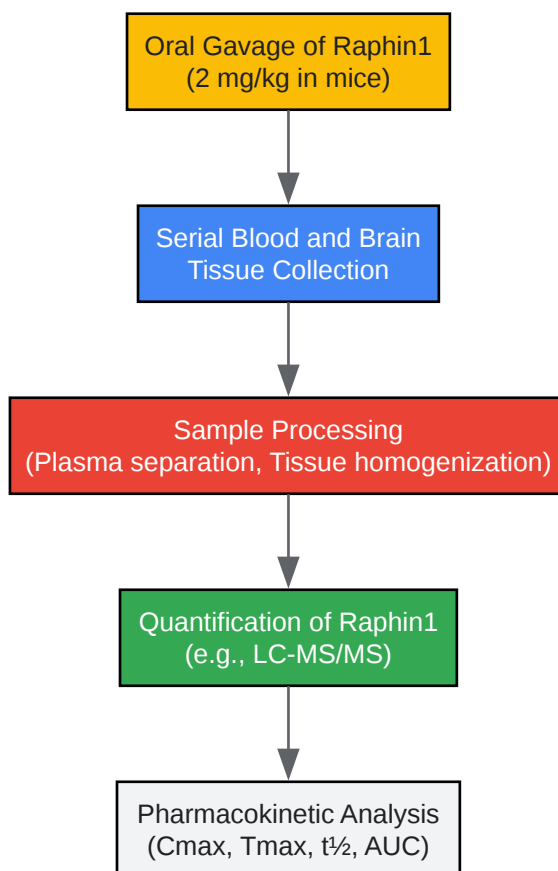 Oral Gavage of Raphin1
(2 mg/kg in mice)
Serial Blood and Brain
Tissue Collection
Sample Processing
(Plasma separation, Tissue homogenization)
Quantification of Raphin1
(e.g., LC-MS/MS)
Pharmacokinetic Analysis
(Cmax, Tmax, t½, AUC)